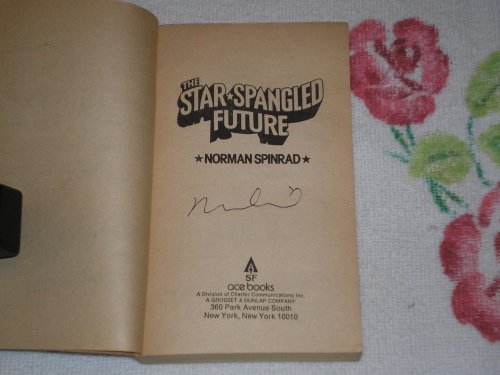 THE
STAR★SPANGLED
FUTURE
★ NORMAN SPINRAD ★
SF
ace books
A Division of Charter Communications Inc.
A GROSSET & DUNLAP COMPANY
360 Park Avenue South
New York, New York 10010